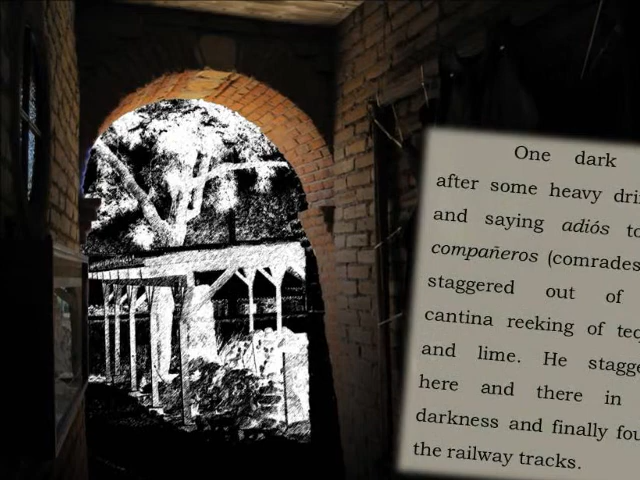 One dark
after some heavy
and saying adiós
compañeros (comrades
staggered out of
cantina reeking of
and lime. He
here and there in
darkness and finally
the railway tracks.